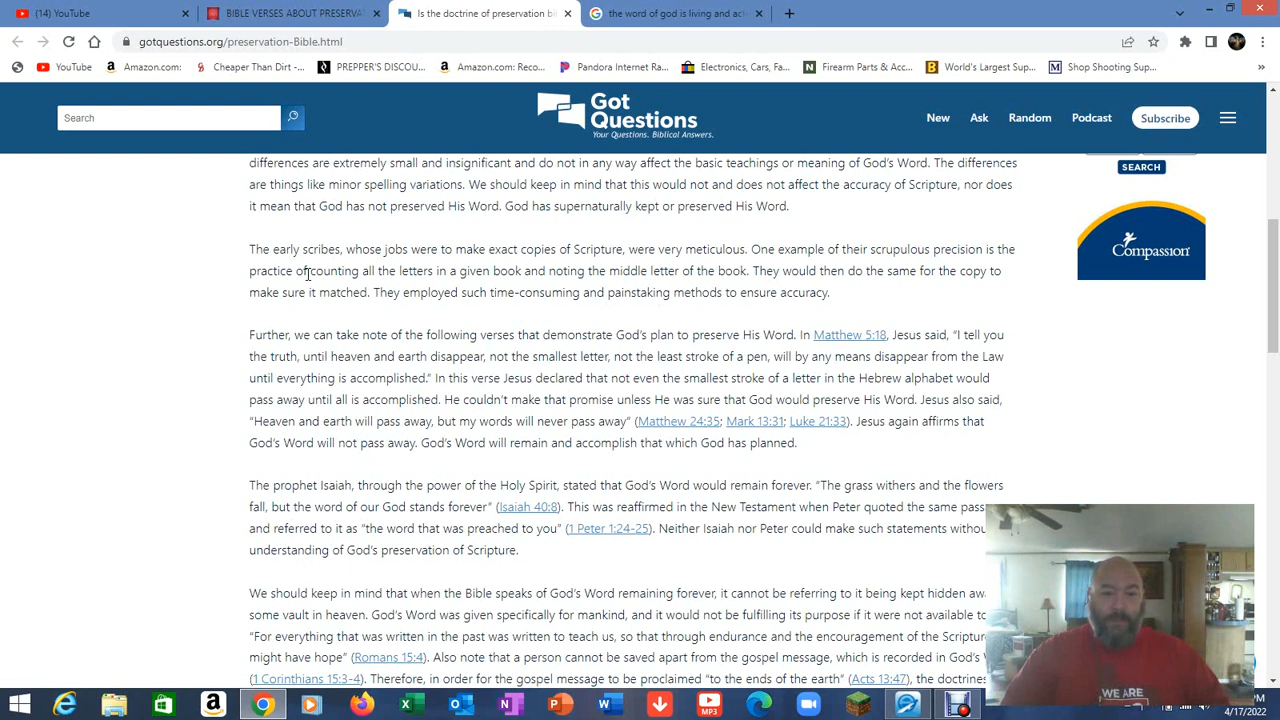 (14) YouTube
BIBLE VERSES ABOUT PRESERVA
Is the doctrine of preservation bi
the word of god is living and ac
gotquestions.org/preservation-Bible.html
YouTube
Amazon.com:
Cheaper Than Dirt -...
PREPPER'S DISCOU...
Amazon.com: Reco...
Pandora Internet Ra...
Electronics, Cars, Fa...
Firearm Parts & Acc...
World's Largest Sup...
Shop Shooting Sup...
Search
Got
Questions
Your Questions. Biblical Answers.
New
Ask
Random
Podcast
Subscribe
SEARCH
Compassion
differences are extremely small and insignificant and do not in any way affect the basic teachings or meaning of God's Word. The differences
are things like minor spelling variations. We should keep in mind that this would not and does not affect the accuracy of Scripture, nor does
it mean that God has not preserved His Word. God has supernaturally kept or preserved His Word.
The early scribes, whose jobs were to make exact copies of Scripture, were very meticulous. One example of their scrupulous precision is the
practice of counting all the letters in a given book and noting the middle letter of the book. They would then do the same for the copy to
make sure it matched. They employed such time-consuming and painstaking methods to ensure accuracy.
Further, we can take note of the following verses that demonstrate God's plan to preserve His Word. In Matthew 5:18, Jesus said, “I tell you
the truth, until heaven and earth disappear, not the smallest letter, not the least stroke of a pen, will by any means disappear from the Law
until everything is accomplished.” In this verse Jesus declared that not even the smallest stroke of a letter in the Hebrew alphabet would
pass away until all is accomplished. He couldn't make that promise unless He was sure that God would preserve His Word. Jesus also said,
“Heaven and earth will pass away, but my words will never pass away” (Matthew 24:35; Mark 13:31; Luke 21:33). Jesus again affirms that
God's Word will not pass away. God's Word will remain and accomplish that which God has planned.
The prophet Isaiah, through the power of the Holy Spirit, stated that God's Word would remain forever. “The grass withers and the flowers
fall, but the word of our God stands forever” (Isaiah 40:8). This was reaffirmed in the New Testament when Peter quoted the same pass
and referred to it as “the word that was preached to you” (1 Peter 1:24-25). Neither Isaiah nor Peter could make such statements withou
understanding of God's preservation of Scripture.
We should keep in mind that when the Bible speaks of God's Word remaining forever, it cannot be referring to it being kept hidden awa
some vault in heaven. God's Word was given specifically for mankind, and it would not be fulfilling its purpose if it were not available to
“For everything that was written in the past was written to teach us, so that through endurance and the encouragement of the Scriptur
might have hope” (Romans 15:4). Also note that a person cannot be saved apart from the gospel message, which is recorded in God's
(1 Corinthians 15:3-4). Therefore, in order for the gospel message to be proclaimed “to the ends of the earth” (Acts 13:47), the doctrines
WE ARE
MP3
4/17/2022